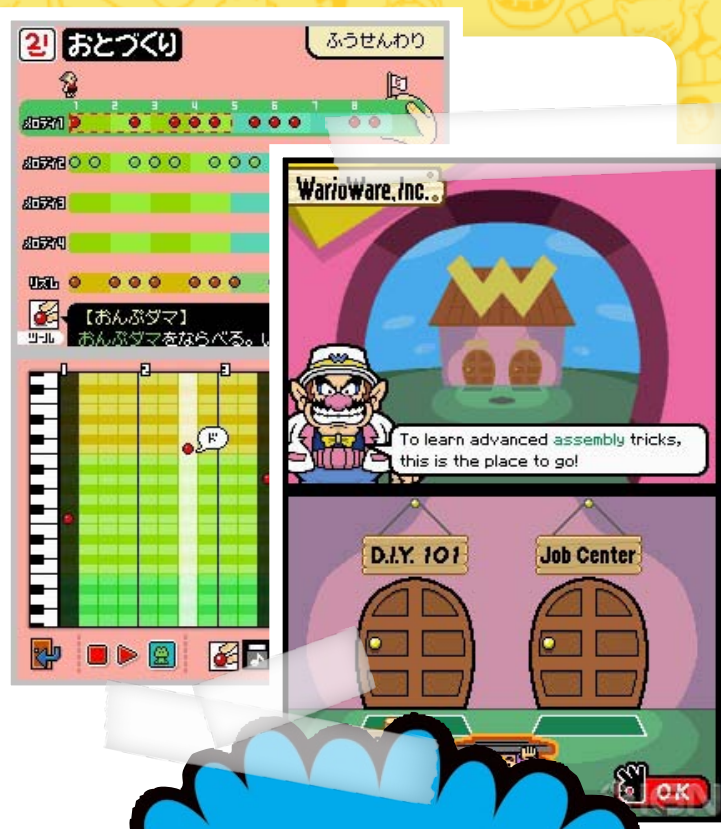 おとづくり
ふうせんわり
1 2 3 4 5 6 7 8
メロディ1
メロディ2
メロディ3
メロディ4
リズム
ツール
【おんぷダマ】
おんぷダマをならべる。
1 2 3
ド
WarioWare, Inc.
W
To learn advanced assembly tricks,
this is the place to go!
D.I.Y. 101
Job Center
OK
IGN